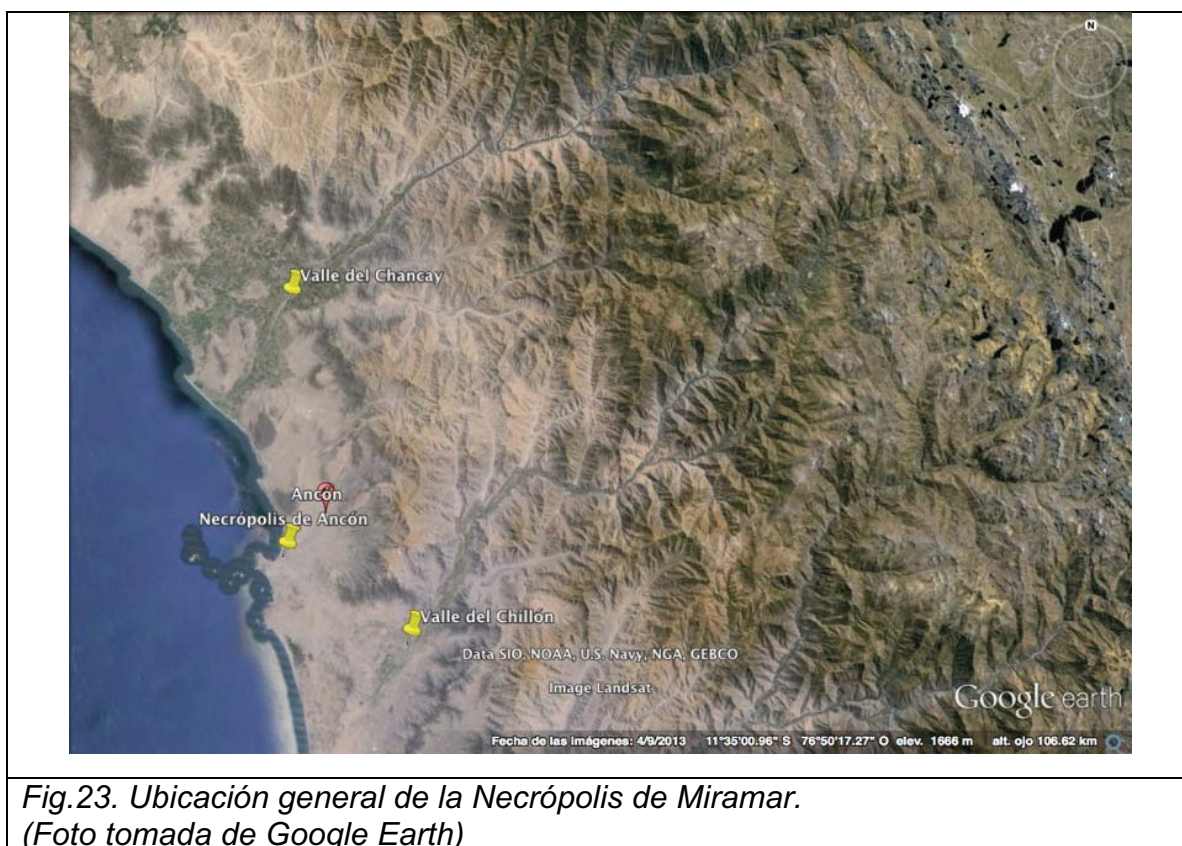 N
Valle del Chancay
Ancón
Necrópolis de Ancón
Valle del Chillón
Data SIO, NOAA, U.S. Navy, NGA, GEBCO
Image Landsat
Google earth
Fecha de las imágenes: 4/9/2013 11°35'00.96" S 76°50'17.27" O elev. 1666 m alt. ojo 106.62 km
Fig.23. Ubicación general de la Necrópolis de Miramar.
(Foto tomada de Google Earth)